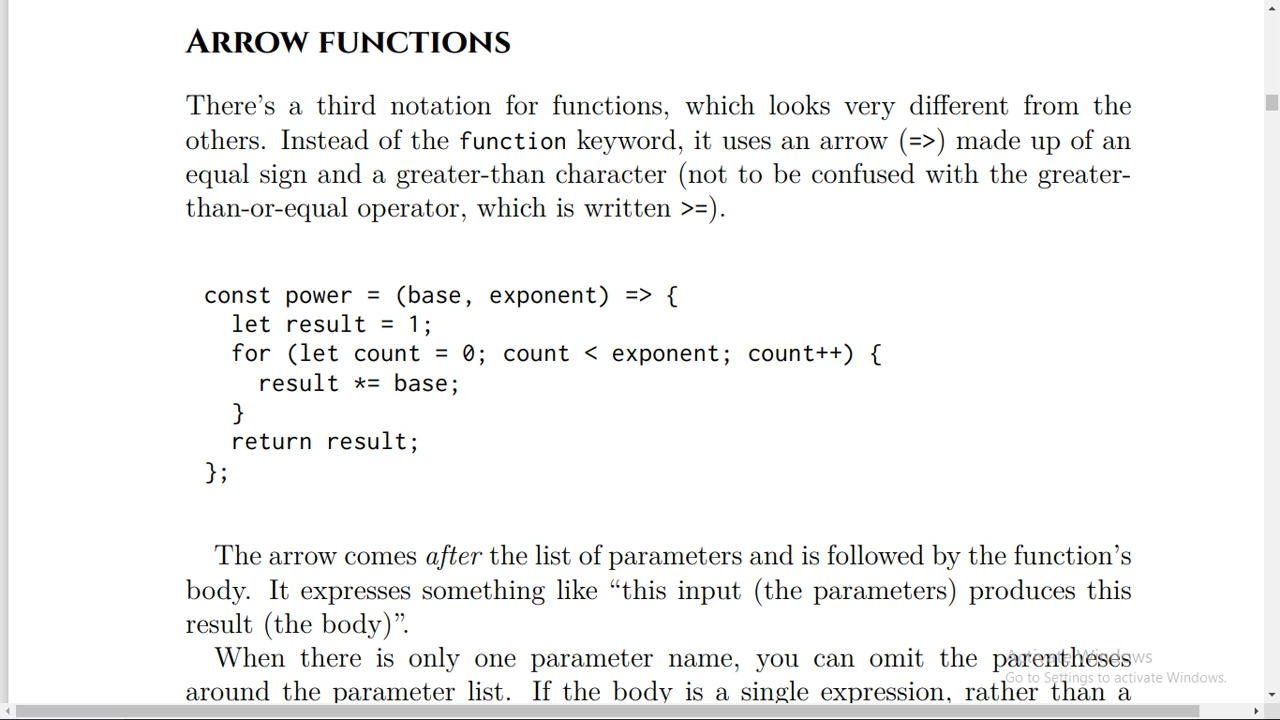 ARROW FUNCTIONS
There's a third notation for functions, which looks very different from the
others. Instead of the function keyword, it uses an arrow (=>) made up of an
equal sign and a greater-than character (not to be confused with the greater-
than-or-equal operator, which is written >=).
const power = (base, exponent) => {
  let result = 1;
  for (let count = 0; count < exponent; count++) {
    result *= base;
  }
  return result;
};
The arrow comes after the list of parameters and is followed by the function's
body. It expresses something like “this input (the parameters) produces this
result (the body)”.
When there is only one parameter name, you can omit the parentheses
around the parameter list. If the body is a single expression, rather than a
Activate Windows
Go to Settings to activate Windows.